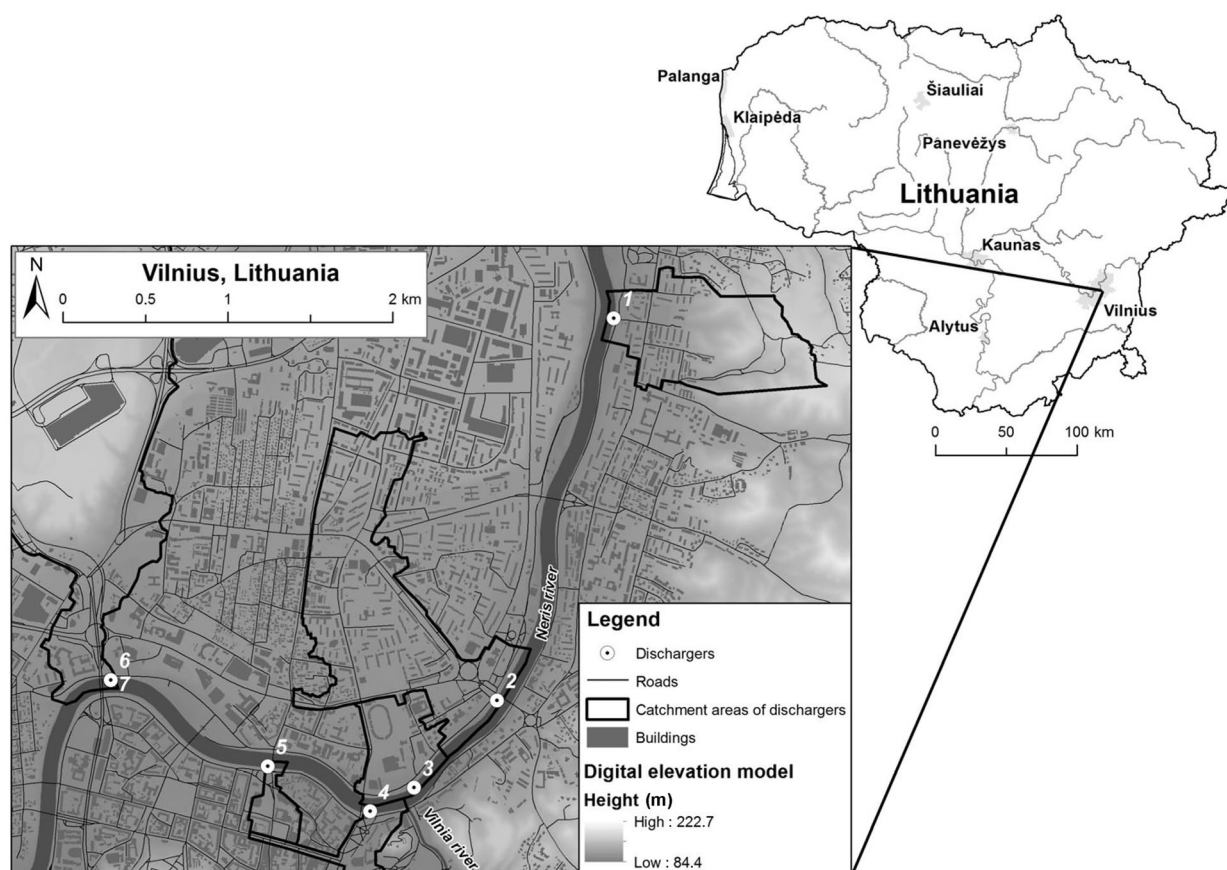 Palanga
Klaipėda
Šiauliai
Panevėžys
Lithuania
Kaunas
Vilnius
Alytus
0 50 100 km
N
Vilnius, Lithuania
0 0.5 1 2 km
1
2
3
4
5
6
7
Neris river
Vilnia river
Legend
Dischargers
Roads
Catchment areas of dischargers
Buildings
Digital elevation model
Height (m)
High : 222.7
Low : 84.4